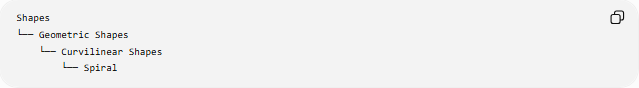 Shapes
└── Geometric Shapes
    └── Curvilinear Shapes
        └── Spiral